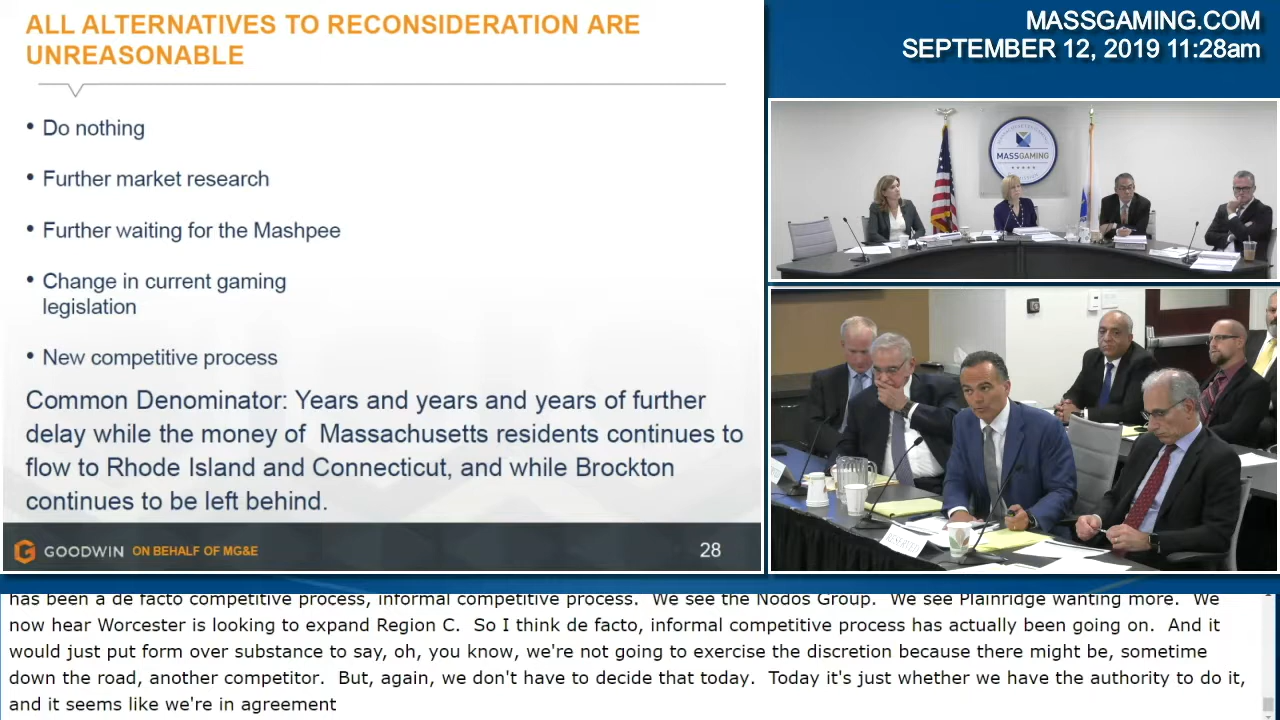 ALL ALTERNATIVES TO RECONSIDERATION ARE
UNREASONABLE
• Do nothing
• Further market research
• Further waiting for the Mashpee
• Change in current gaming
legislation
• New competitive process
Common Denominator: Years and years and years of further
delay while the money of Massachusetts residents continues to
flow to Rhode Island and Connecticut, and while Brockton
continues to be left behind.
GOODWIN ON BEHALF OF MG&E
28
MASSGAMING.COM
SEPTEMBER 12, 2019 11:28am
MASSGAMING
RESERVED
has been a de facto competitive process, informal competitive process. We see the Nodos Group. We see Plainridge wanting more. We
now hear Worcester is looking to expand Region C. So I think de facto, informal competitive process has actually been going on. And it
would just put form over substance to say, oh, you know, we're not going to exercise the discretion because there might be, sometime
down the road, another competitor. But, again, we don't have to decide that today. Today it's just whether we have the authority to do it,
and it seems like we're in agreement